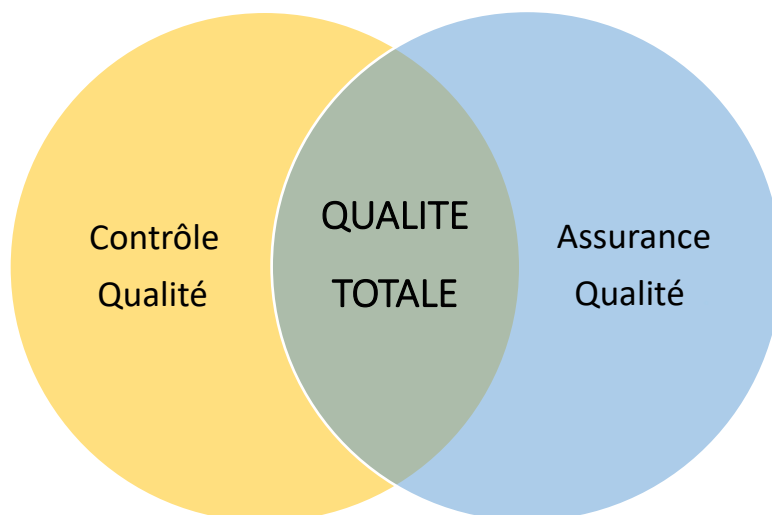 Contrôle
Qualité
QUALITE
TOTALE
Assurance
Qualité